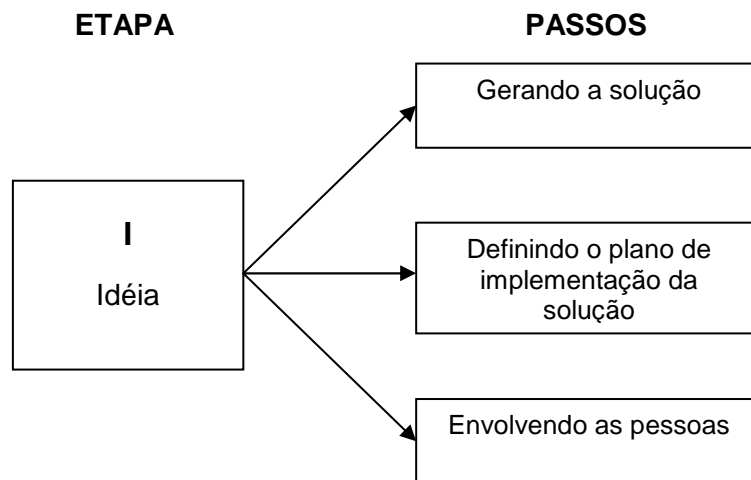 ETAPA
PASSOS
Gerando a solução
I
Idéia
Definindo o plano de
implementação da
solução
Envolvendo as pessoas